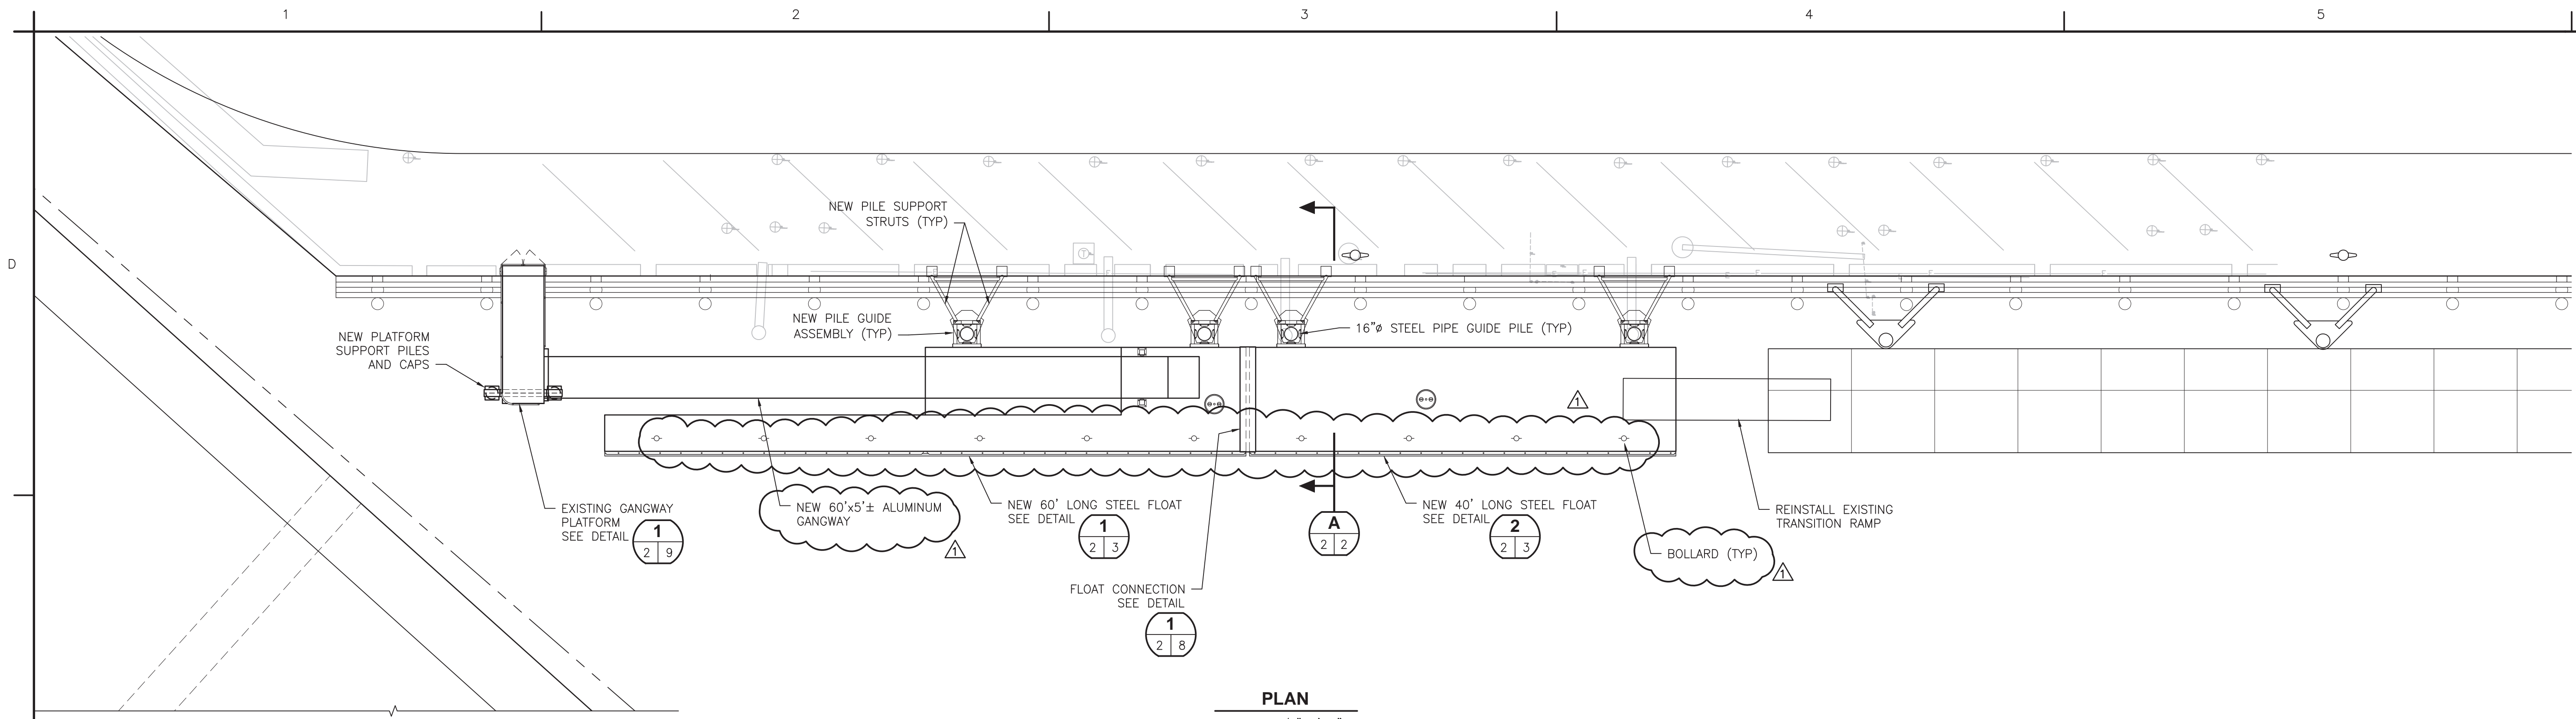 1 2 3 4 5
D
NEW PILE SUPPORT
STRUTS (TYP)
NEW PILE GUIDE
ASSEMBLY (TYP)
16"ø STEEL PIPE GUIDE PILE (TYP)
NEW PLATFORM
SUPPORT PILES
AND CAPS
1
EXISTING GANGWAY
PLATFORM
SEE DETAIL
1
2 9
NEW 60'x5'± ALUMINUM
GANGWAY
1
NEW 60' LONG STEEL FLOAT
SEE DETAIL
1
2 3
A
2 2
NEW 40' LONG STEEL FLOAT
SEE DETAIL
2
2 3
BOLLARD (TYP)
1
REINSTALL EXISTING
TRANSITION RAMP
FLOAT CONNECTION
SEE DETAIL
1
2 8
PLAN